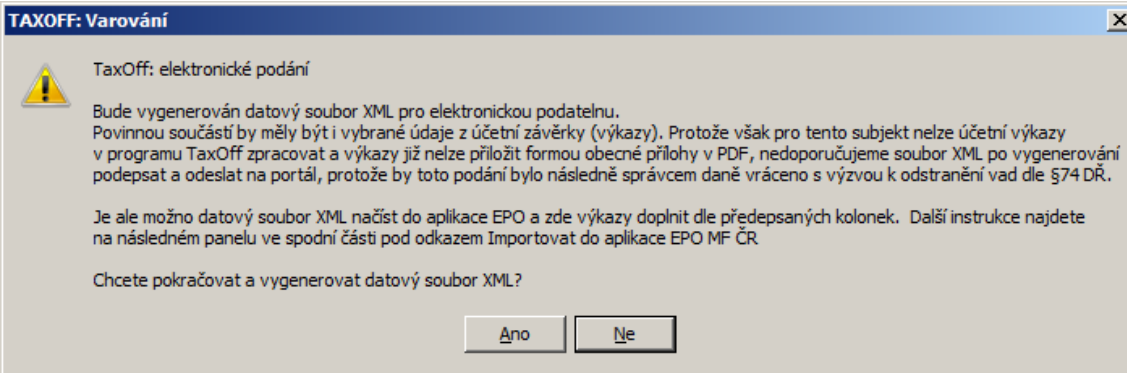 TAXOFF: Varování
TaxOff: elektronické podání
Bude vygenerován datový soubor XML pro elektronickou podatelnu.
Povinnou součástí by měly být i vybrané údaje z účetní závěrky (výkazy). Protože však pro tento subjekt nelze účetní výkazy
v programu TaxOff zpracovat a výkazy již nelze přiložit formou obecné přílohy v PDF, nedoporučujeme soubor XML po vygenerování
podepsat a odeslat na portál, protože by toto podání bylo následně správcem daně vráceno s výzvou k odstranění vad dle §74 DŘ.
Je ale možno datový soubor XML načíst do aplikace EPO a zde výkazy doplnit dle předepsaných kolonek.  Další instrukce najdete
na následném panelu ve spodní části pod odkazem Importovat do aplikace EPO MF ČR
Chcete pokračovat a vygenerovat datový soubor XML?
Ano
Ne